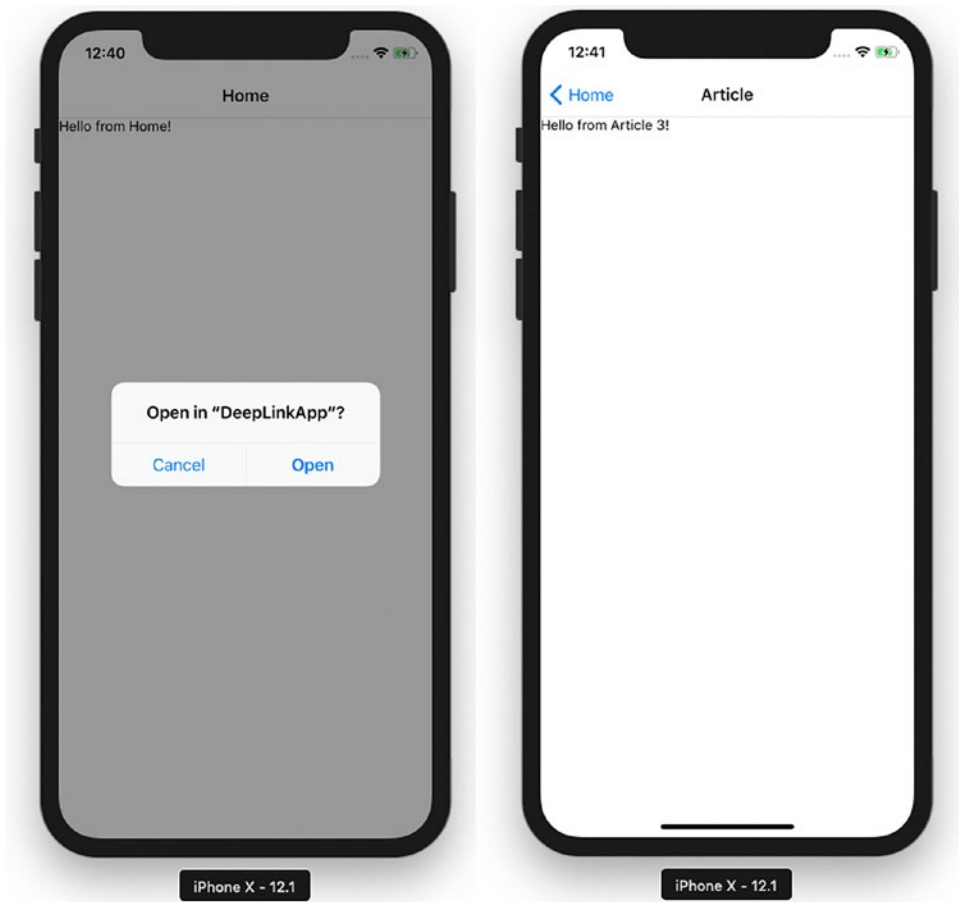 12:40
Home
Hello from Home!
Open in “DeepLinkApp”?
Cancel
Open
iPhone X - 12.1
12:41
Home
Article
Hello from Article 3!
iPhone X - 12.1